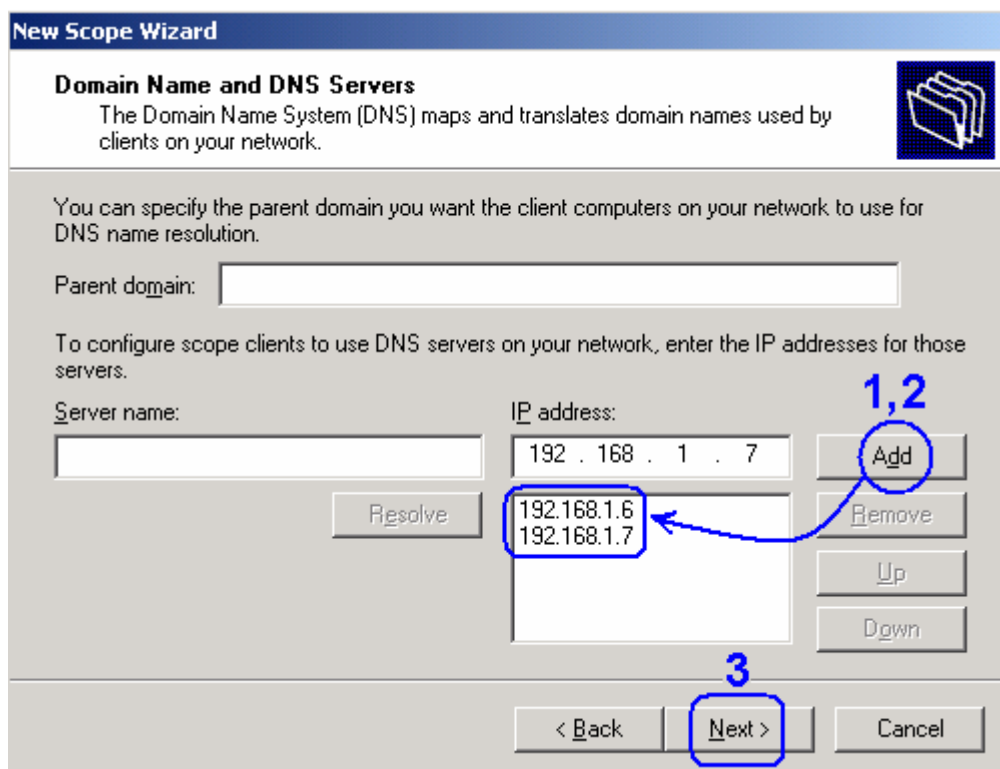 New Scope Wizard
Domain Name and DNS Servers
The Domain Name System (DNS) maps and translates domain names used by
clients on your network.
You can specify the parent domain you want the client computers on your network to use for
DNS name resolution.
Parent domain:
To configure scope clients to use DNS servers on your network, enter the IP addresses for those
servers.
1,2
Server name:
IP address:
192 . 168 . 1 . 7
Add
Resolve
192.168.1.6
192.168.1.7
Remove
Up
Down
3
< Back
Next >
Cancel